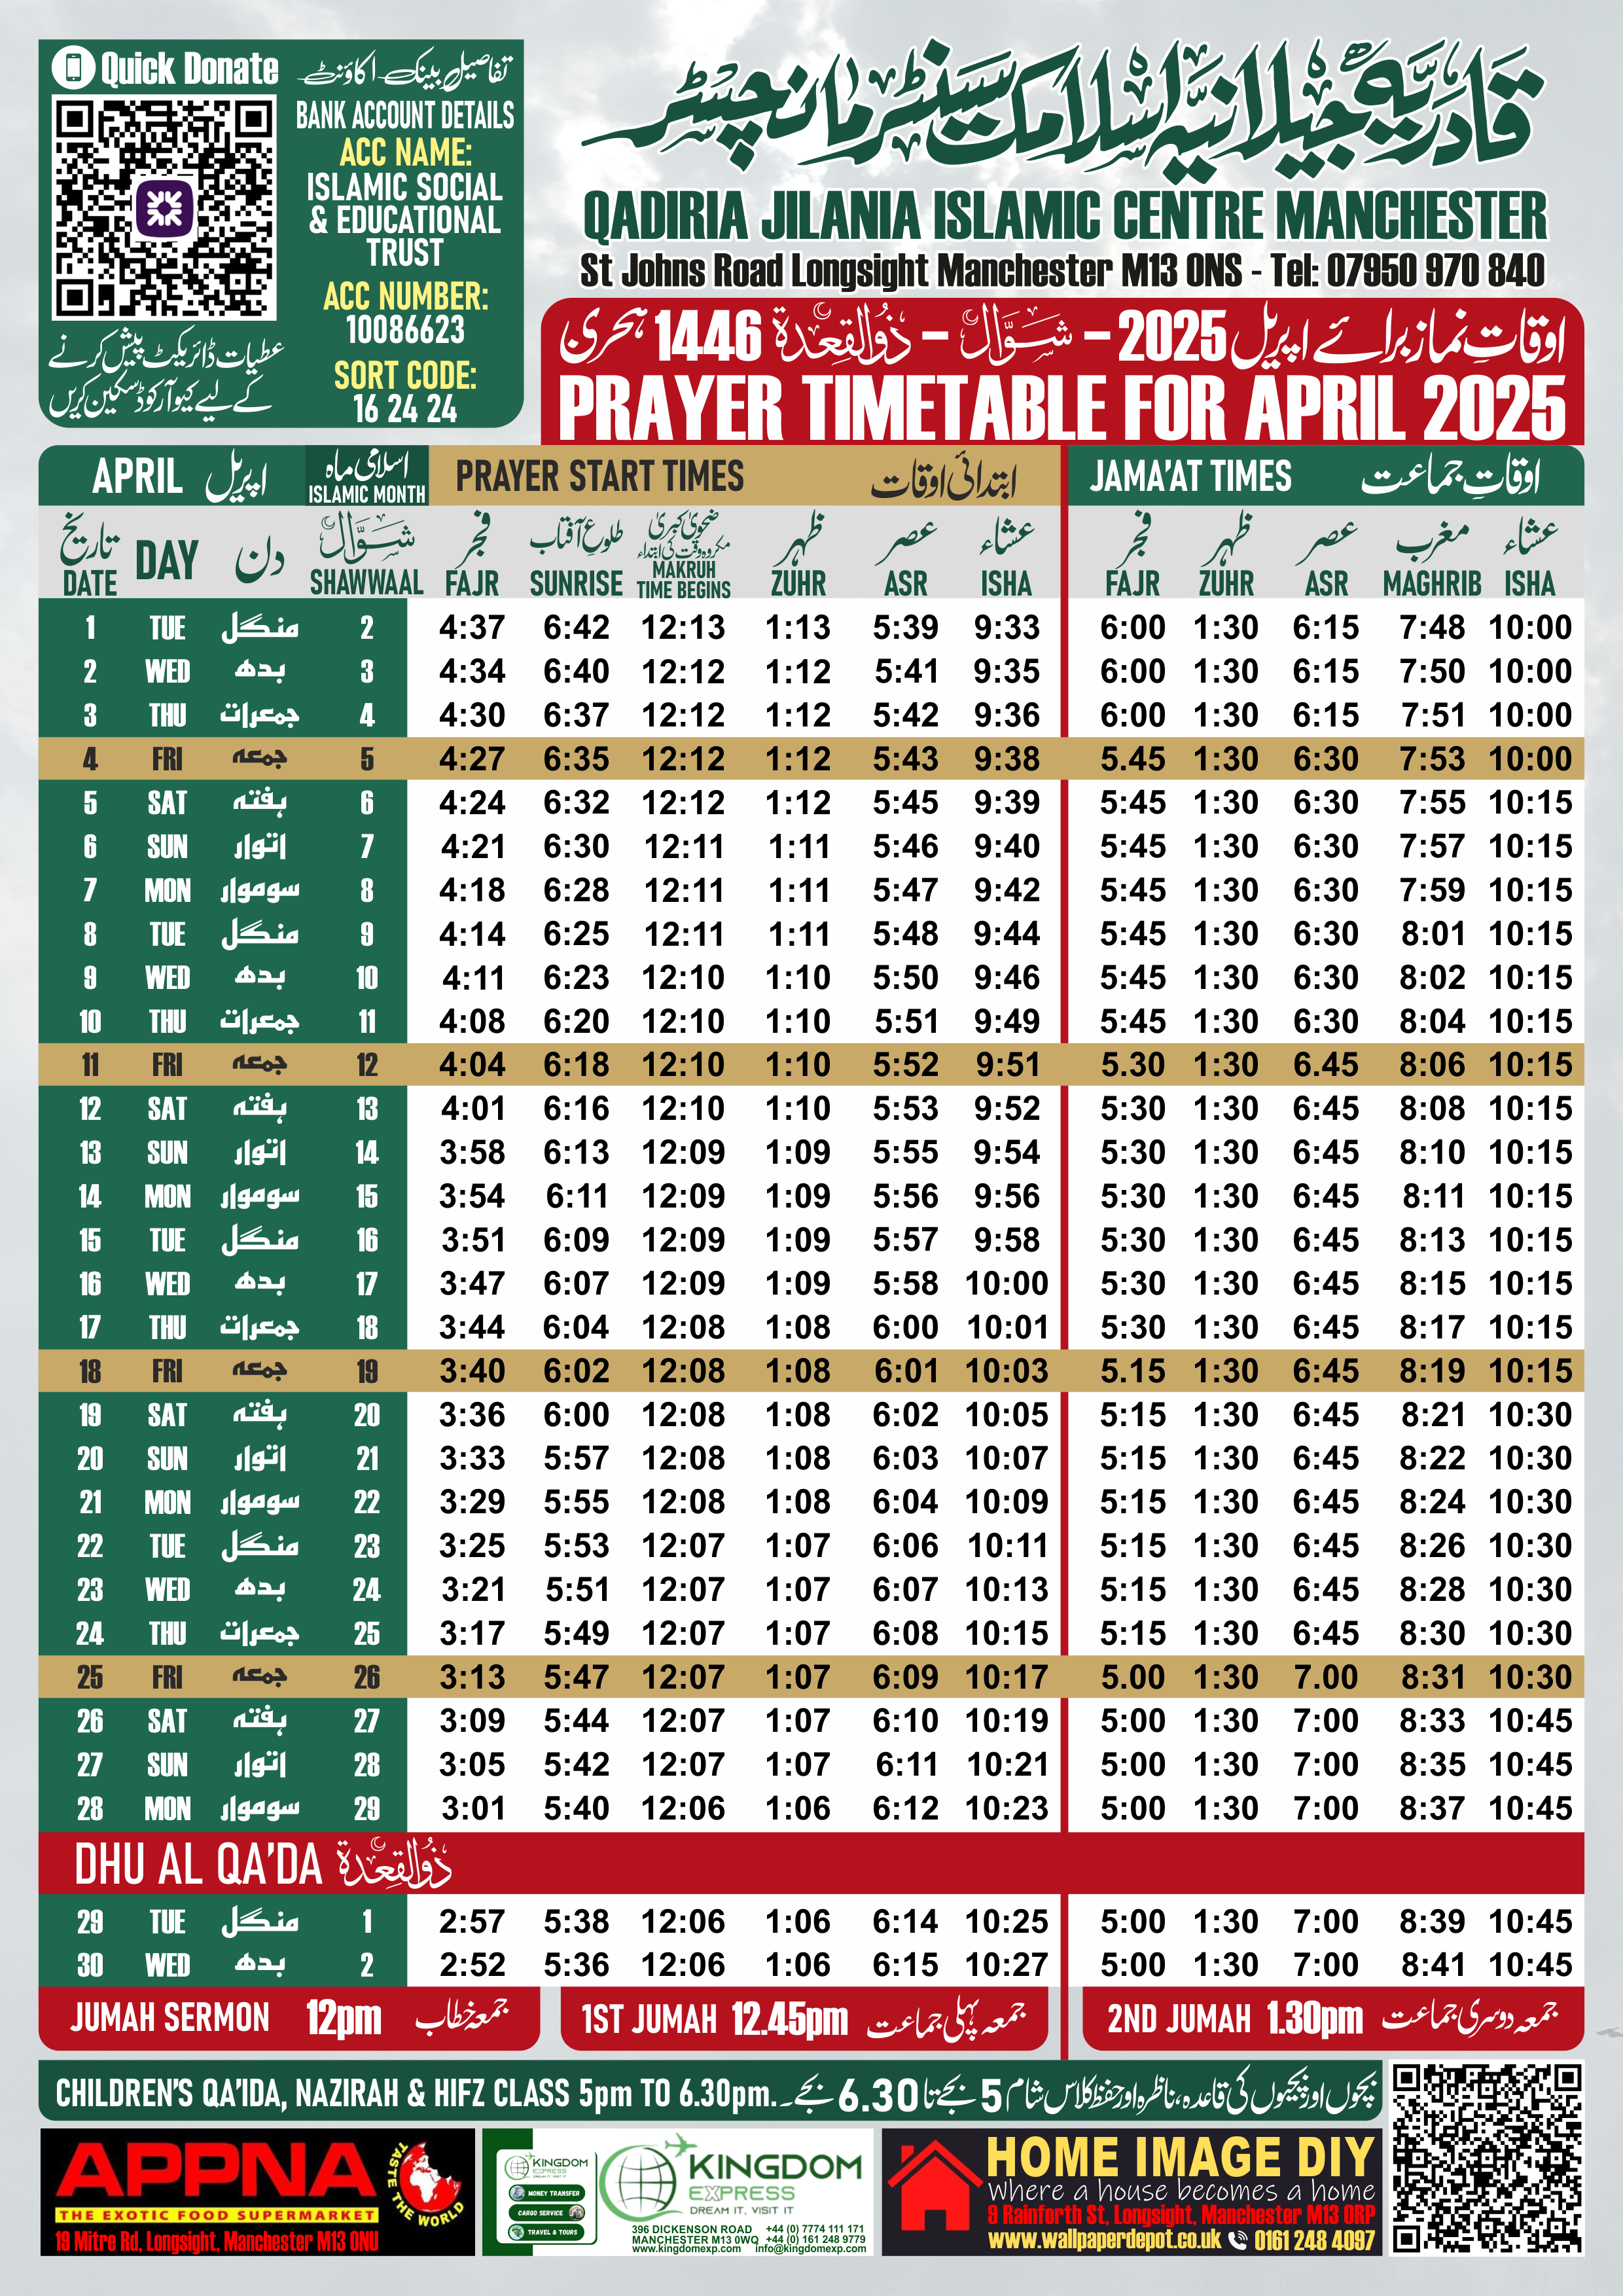 Quick Donate
تفاصیل بینک اکاؤنٹ
BANK ACCOUNT DETAILS
ACC NAME:
ISLAMIC SOCIAL
& EDUCATIONAL
TRUST
ACC NUMBER:
10086623
SORT CODE:
16 24 24
عطیات ڈائریکٹ پیش کرنے
کے لیے کیو آر کوڈ سکین کریں
قادریہ جیلانیہ اسلامک سینٹر مانچسٹر
QADIRIA JILANIA ISLAMIC CENTRE MANCHESTER
St Johns Road Longsight Manchester M13 0NS - Tel: 07950 970 840
اوقاتِ نماز برائے اپریل 2025 – شوّال – ذوالقعدة 1446 ہجری
PRAYER TIMETABLE FOR APRIL 2025
APRIL اپریل اسلامی ماہ ISLAMIC MONTH PRAYER START TIMES ابتدائی اوقات JAMA'AT TIMES اوقاتِ جماعت
تاریخ DAY دن شوّال فجر طلوع آفتاب ضحویٰ کبریٰ مکروہ وقت کی ابتداء ظہر عصر عشاء فجر ظہر عصر مغرب عشاء
DATE SHAWWAAL FAJR SUNRISE MAKRUH TIME BEGINS ZUHR ASR ISHA FAJR ZUHR ASR MAGHRIB ISHA
1 TUE منگل 2 4:37 6:42 12:13 1:13 5:39 9:33 6:00 1:30 6:15 7:48 10:00
2 WED بدھ 3 4:34 6:40 12:12 1:12 5:41 9:35 6:00 1:30 6:15 7:50 10:00
3 THU جمعرات 4 4:30 6:37 12:12 1:12 5:42 9:36 6:00 1:30 6:15 7:51 10:00
4 FRI جمعہ 5 4:27 6:35 12:12 1:12 5:43 9:38 5.45 1:30 6:30 7:53 10:00
5 SAT ہفتہ 6 4:24 6:32 12:12 1:12 5:45 9:39 5:45 1:30 6:30 7:55 10:15
6 SUN اتوار 7 4:21 6:30 12:11 1:11 5:46 9:40 5:45 1:30 6:30 7:57 10:15
7 MON سوموار 8 4:18 6:28 12:11 1:11 5:47 9:42 5:45 1:30 6:30 7:59 10:15
8 TUE منگل 9 4:14 6:25 12:11 1:11 5:48 9:44 5:45 1:30 6:30 8:01 10:15
9 WED بدھ 10 4:11 6:23 12:10 1:10 5:50 9:46 5:45 1:30 6:30 8:02 10:15
10 THU جمعرات 11 4:08 6:20 12:10 1:10 5:51 9:49 5:45 1:30 6:30 8:04 10:15
11 FRI جمعہ 12 4:04 6:18 12:10 1:10 5:52 9:51 5.30 1:30 6.45 8:06 10:15
12 SAT ہفتہ 13 4:01 6:16 12:10 1:10 5:53 9:52 5:30 1:30 6:45 8:08 10:15
13 SUN اتوار 14 3:58 6:13 12:09 1:09 5:55 9:54 5:30 1:30 6:45 8:10 10:15
14 MON سوموار 15 3:54 6:11 12:09 1:09 5:56 9:56 5:30 1:30 6:45 8:11 10:15
15 TUE منگل 16 3:51 6:09 12:09 1:09 5:57 9:58 5:30 1:30 6:45 8:13 10:15
16 WED بدھ 17 3:47 6:07 12:09 1:09 5:58 10:00 5:30 1:30 6:45 8:15 10:15
17 THU جمعرات 18 3:44 6:04 12:08 1:08 6:00 10:01 5:30 1:30 6:45 8:17 10:15
18 FRI جمعہ 19 3:40 6:02 12:08 1:08 6:01 10:03 5.15 1:30 6:45 8:19 10:15
19 SAT ہفتہ 20 3:36 6:00 12:08 1:08 6:02 10:05 5:15 1:30 6:45 8:21 10:30
20 SUN اتوار 21 3:33 5:57 12:08 1:08 6:03 10:07 5:15 1:30 6:45 8:22 10:30
21 MON سوموار 22 3:29 5:55 12:08 1:08 6:04 10:09 5:15 1:30 6:45 8:24 10:30
22 TUE منگل 23 3:25 5:53 12:07 1:07 6:06 10:11 5:15 1:30 6:45 8:26 10:30
23 WED بدھ 24 3:21 5:51 12:07 1:07 6:07 10:13 5:15 1:30 6:45 8:28 10:30
24 THU جمعرات 25 3:17 5:49 12:07 1:07 6:08 10:15 5:15 1:30 6:45 8:30 10:30
25 FRI جمعہ 26 3:13 5:47 12:07 1:07 6:09 10:17 5.00 1:30 7.00 8:31 10:30
26 SAT ہفتہ 27 3:09 5:44 12:07 1:07 6:10 10:19 5:00 1:30 7:00 8:33 10:45
27 SUN اتوار 28 3:05 5:42 12:07 1:07 6:11 10:21 5:00 1:30 7:00 8:35 10:45
28 MON سوموار 29 3:01 5:40 12:06 1:06 6:12 10:23 5:00 1:30 7:00 8:37 10:45
DHU AL QA'DA ذوالقعدة
29 TUE منگل 1 2:57 5:38 12:06 1:06 6:14 10:25 5:00 1:30 7:00 8:39 10:45
30 WED بدھ 2 2:52 5:36 12:06 1:06 6:15 10:27 5:00 1:30 7:00 8:41 10:45
JUMAH SERMON 12pm جمعہ خطاب
1ST JUMAH 12.45pm جمعہ پہلی جماعت
2ND JUMAH 1.30pm جمعہ دوسری جماعت
CHILDREN'S QA'IDA, NAZIRAH & HIFZ CLASS 5pm TO 6.30pm.
بچوں اور بچیوں کی قاعدہ، ناظرہ اور حفظ کلاس شام 5 بجے تا 6.30 بجے۔
APPNA
THE EXOTIC FOOD SUPERMARKET
TASTE THE WORLD
19 Mitre Rd, Longsight, Manchester M13 0NU
KINGDOM
EXPRESS
DREAM IT, VISIT IT
MONEY TRANSFER
CARGO SERVICE
TRAVEL & TOURS
KINGDOM
EXPRESS
DREAM IT, VISIT IT
396 DICKENSON ROAD +44 (0) 7774 111 171
MANCHESTER M13 0WQ +44 (0) 161 248 9779
www.kingdomexp.com info@kingdomexp.com
HOME IMAGE DIY
Where a house becomes a home
9 Rainforth St, Longsight, Manchester M13 0RP
www.wallpaperdepot.co.uk 0161 248 4097